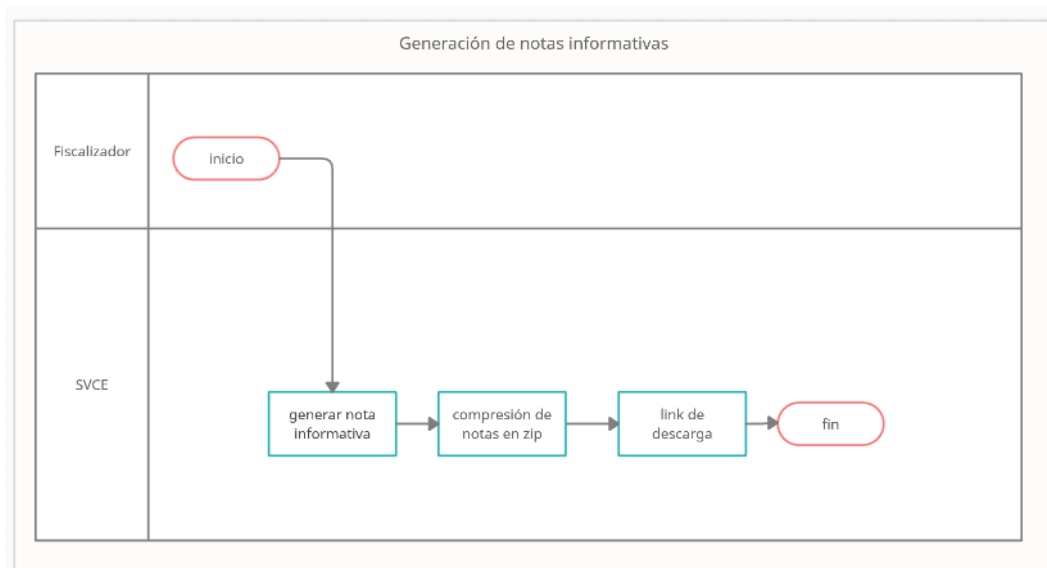 Generación de notas informativas
Fiscalizador
inicio
SVCE
generar nota
informativa
compresión de
notas en zip
link de
descarga
fin